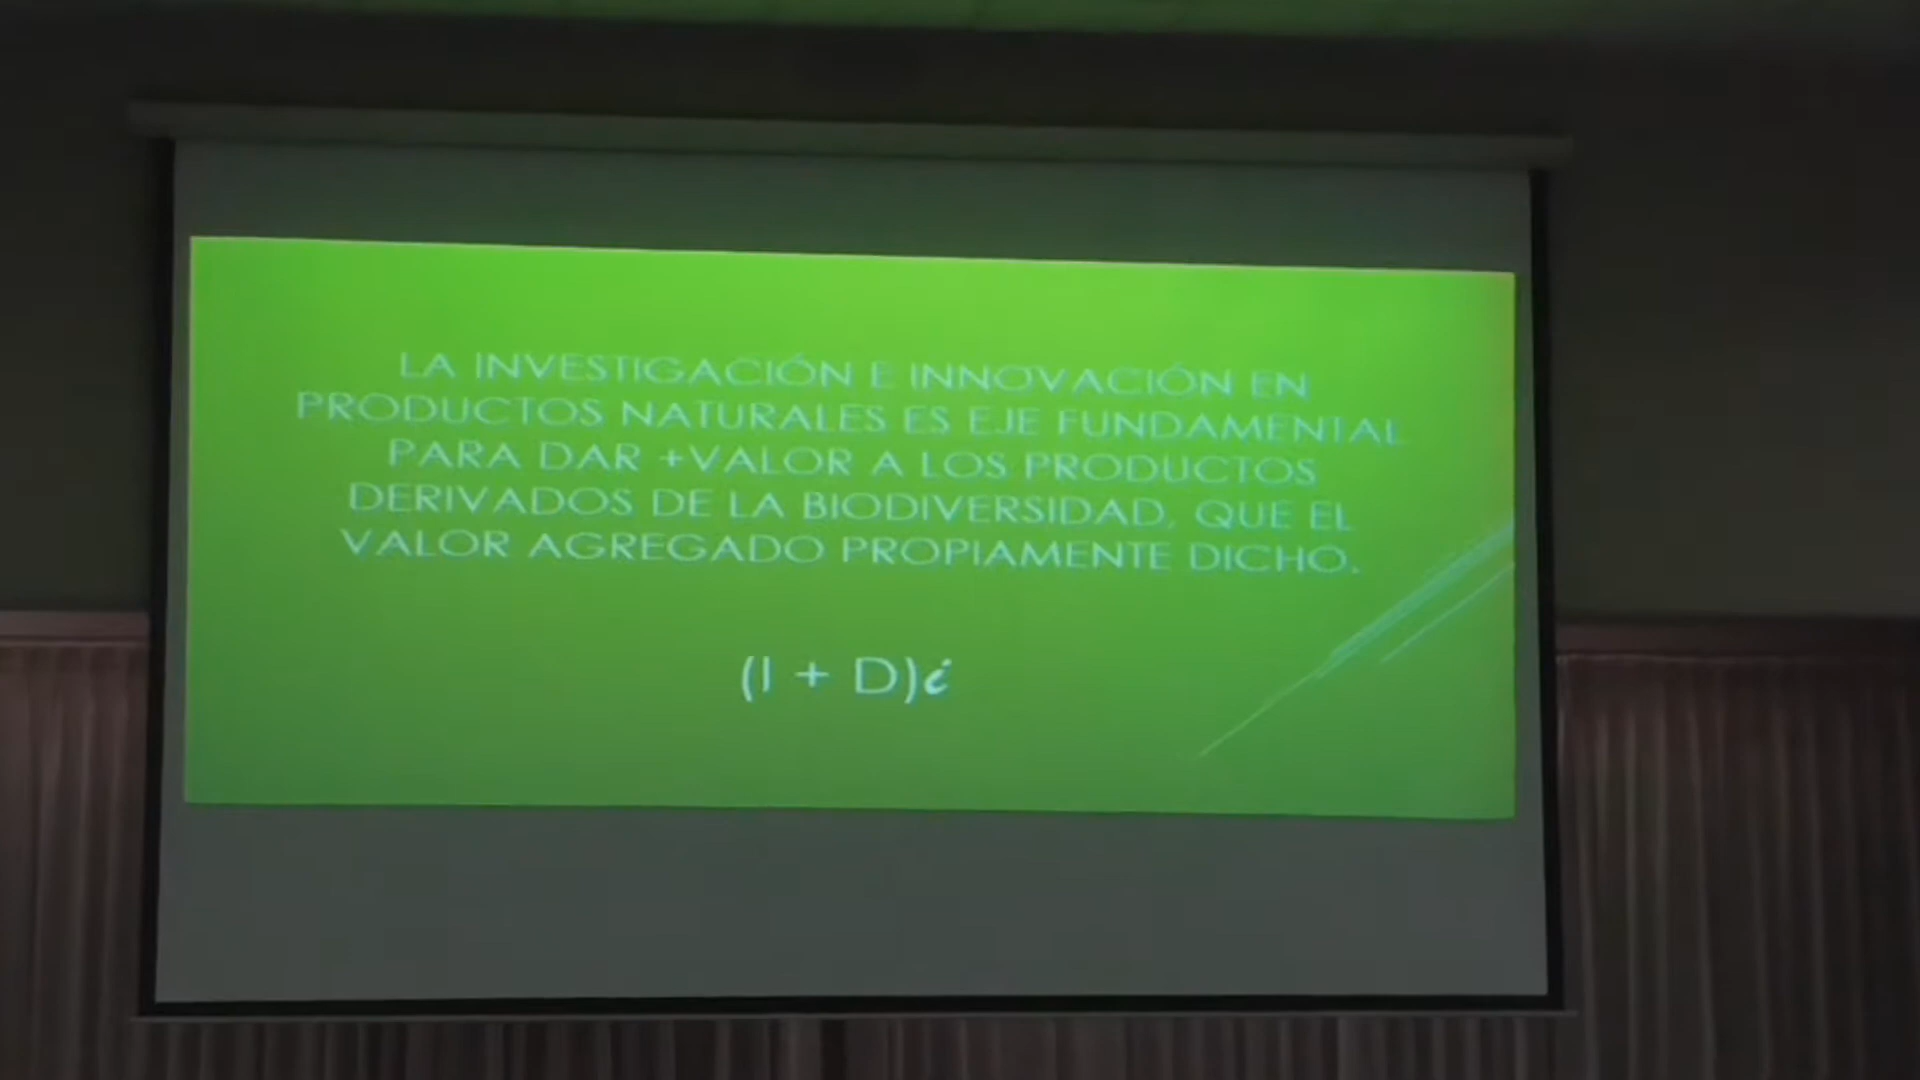 LA INVESTIGACIÓN E INNOVACIÓN EN
PRODUCTOS NATURALES ES EJE FUNDAMENTAL
PARA DAR +VALOR A LOS PRODUCTOS
DERIVADOS DE LA BIODIVERSIDAD, QUE EL
VALOR AGREGADO PROPIAMENTE DICHO.
(I + D)i